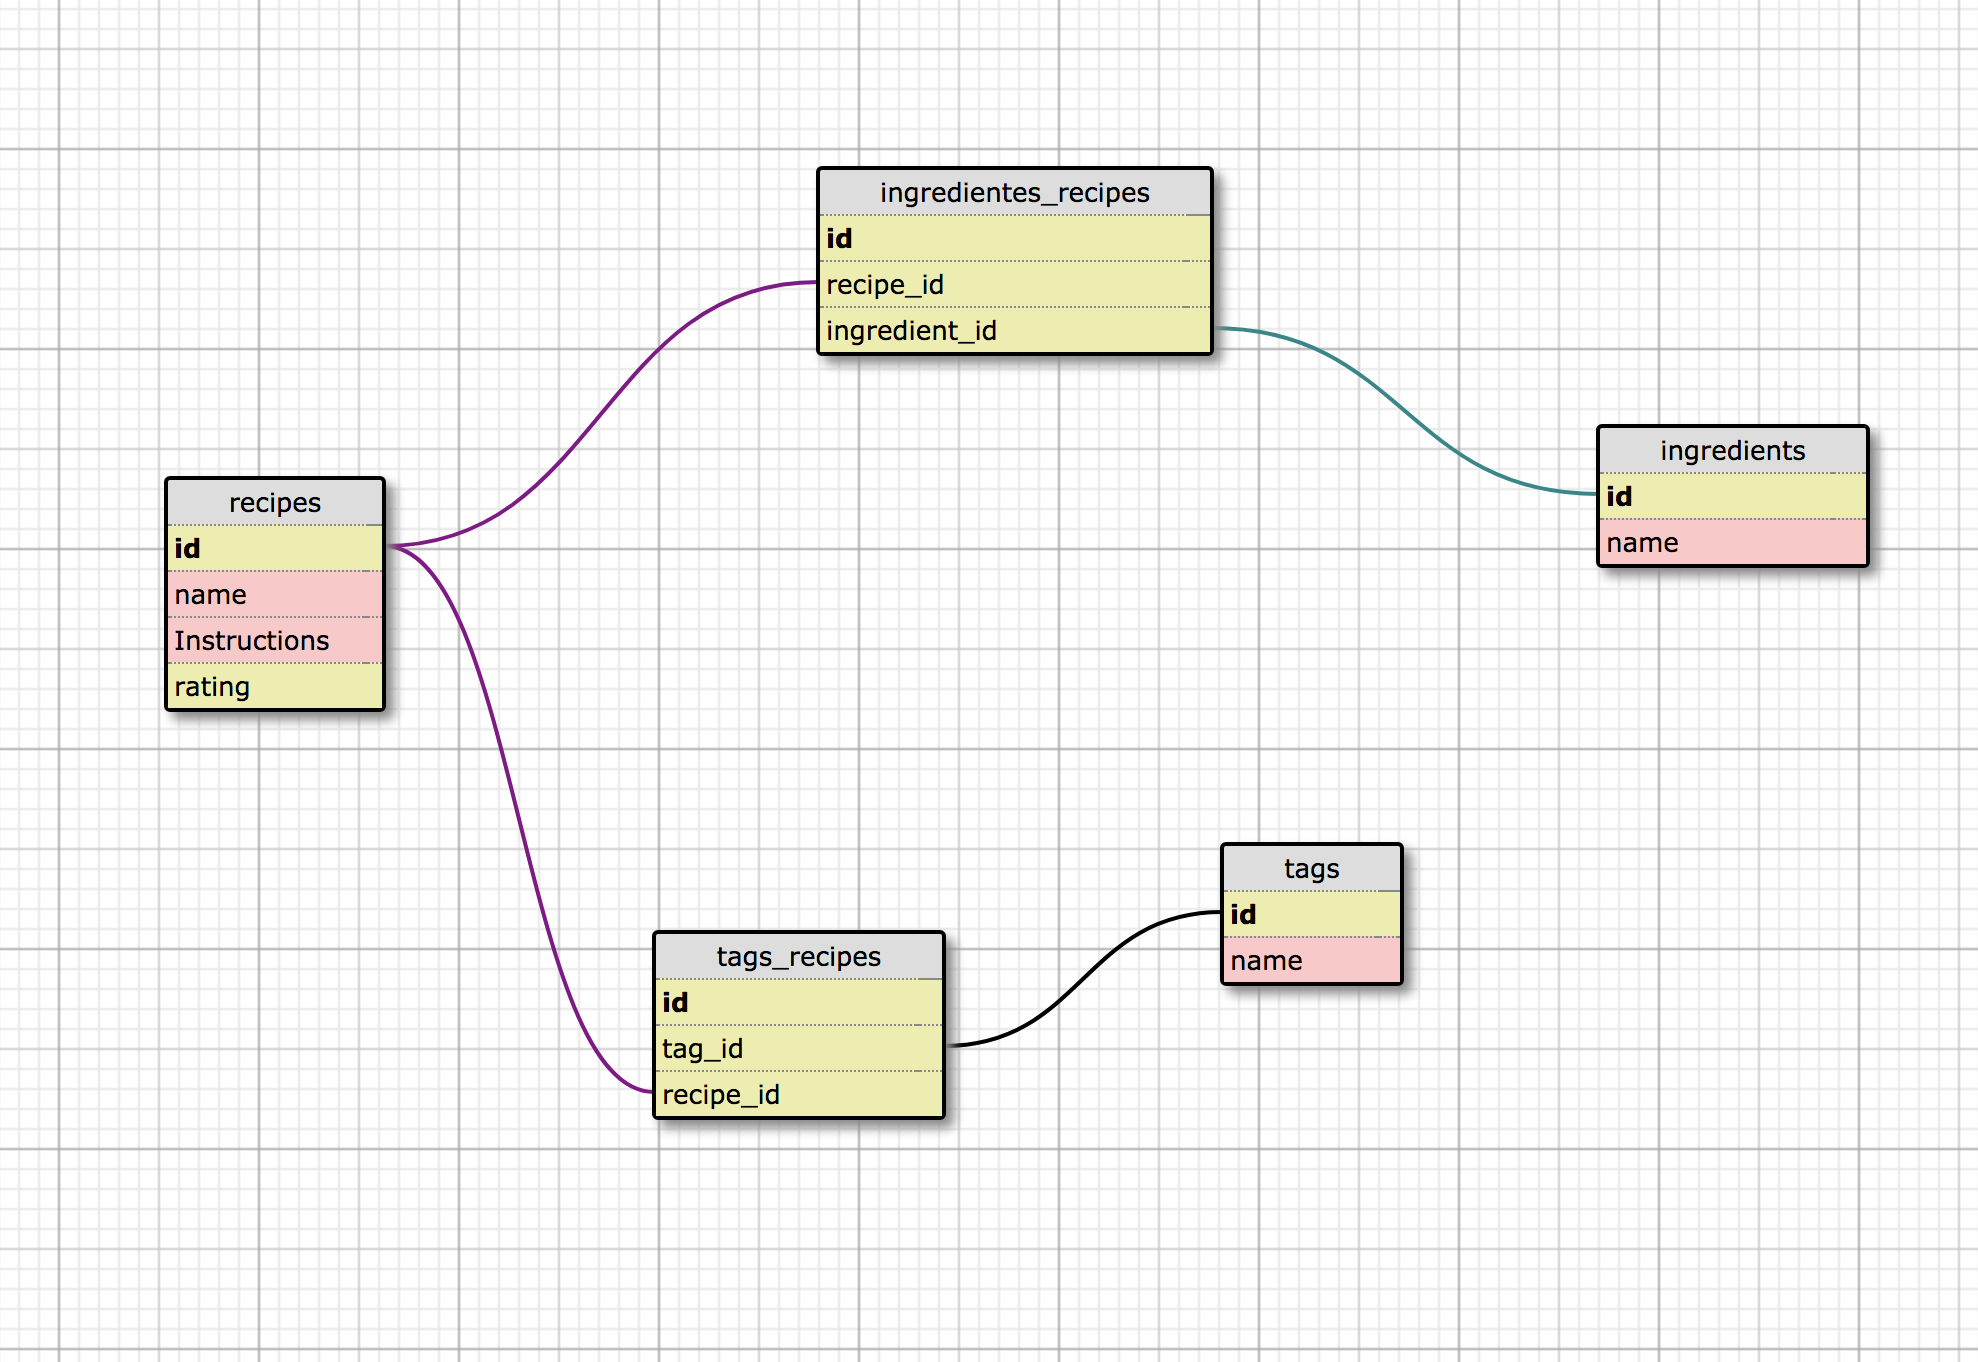 ingredientes_recipes
id
recipe_id
ingredient_id
ingredients
id
name
recipes
id
name
Instructions
rating
tags
id
name
tags_recipes
id
tag_id
recipe_id